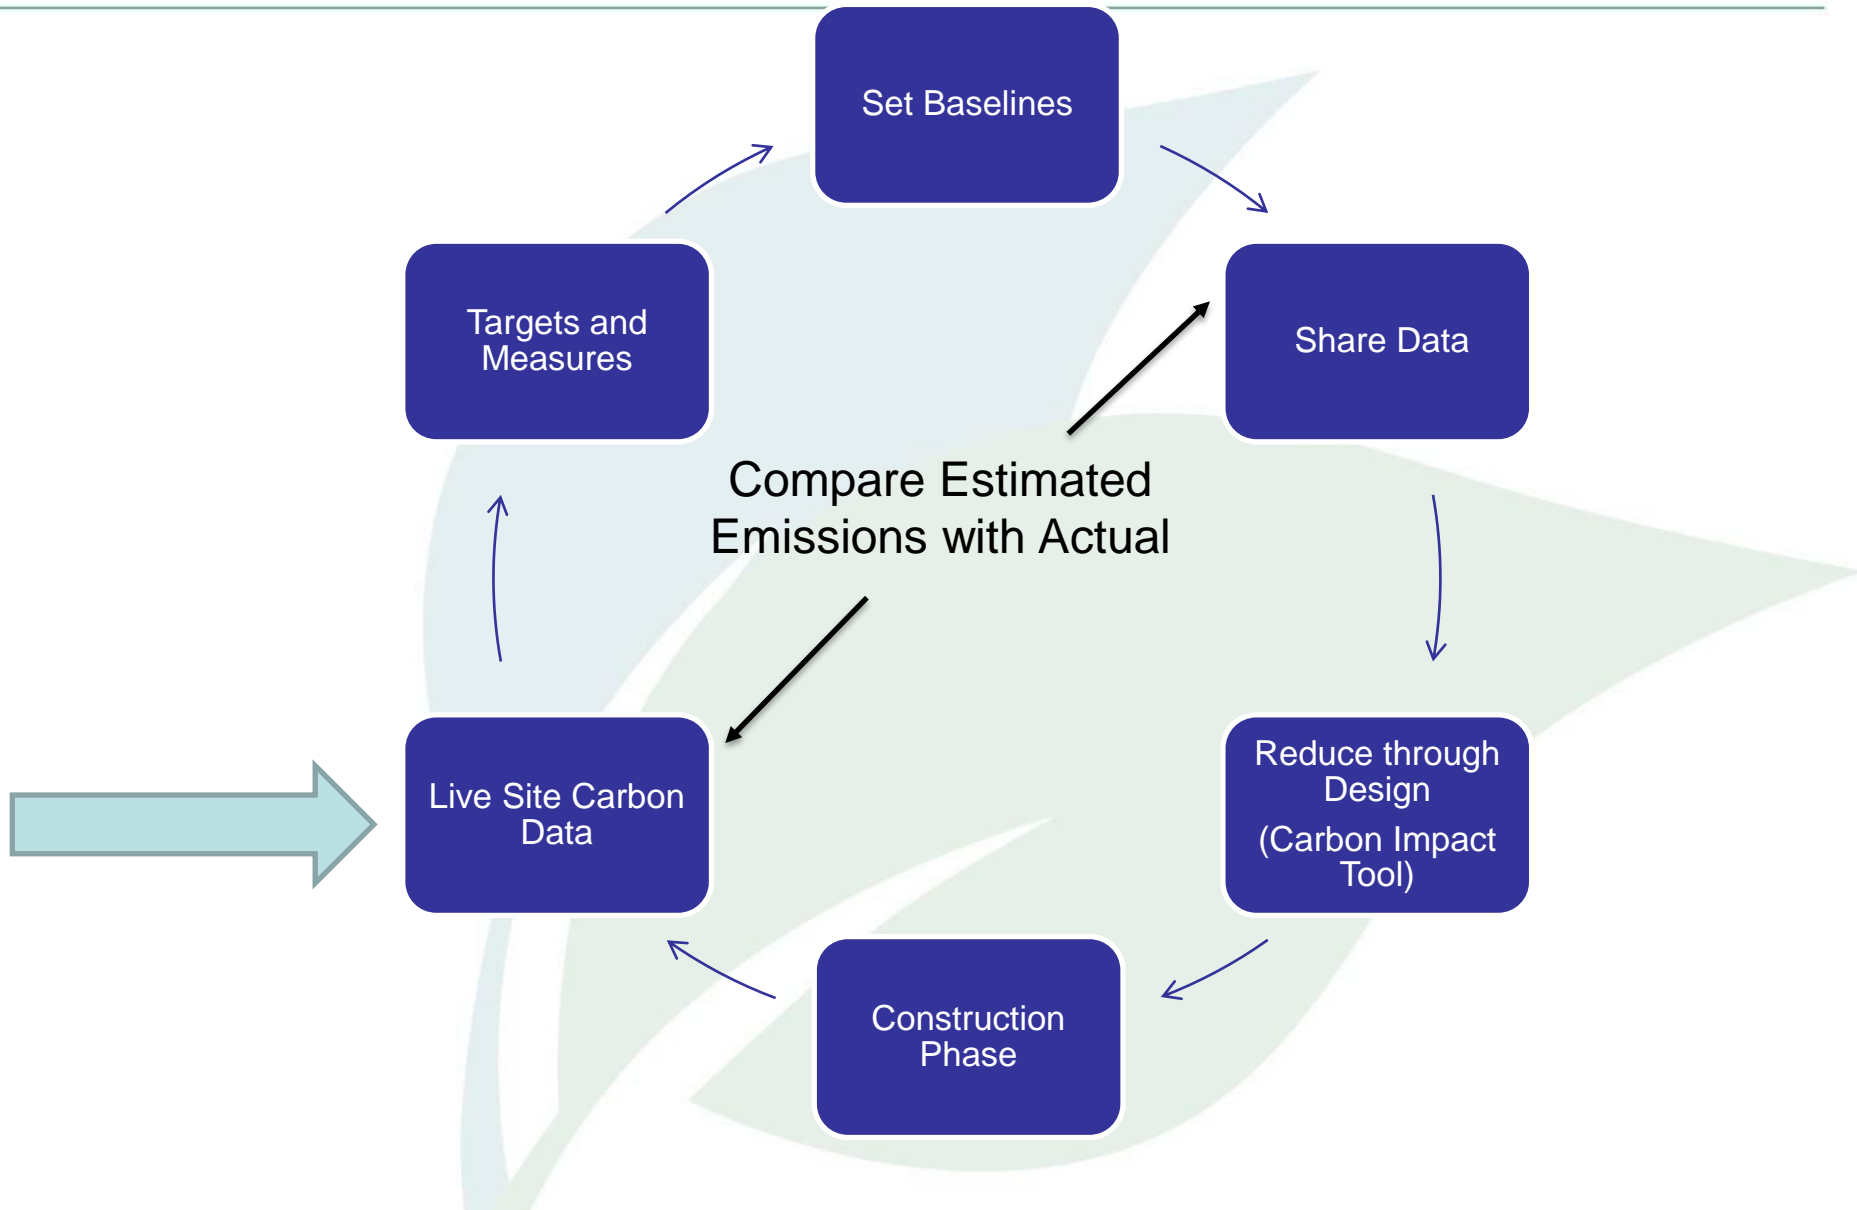 Set Baselines
Targets and
Measures
Share Data
Compare Estimated
Emissions with Actual
Live Site Carbon
Data
Reduce through
Design
(Carbon Impact
Tool)
Construction
Phase